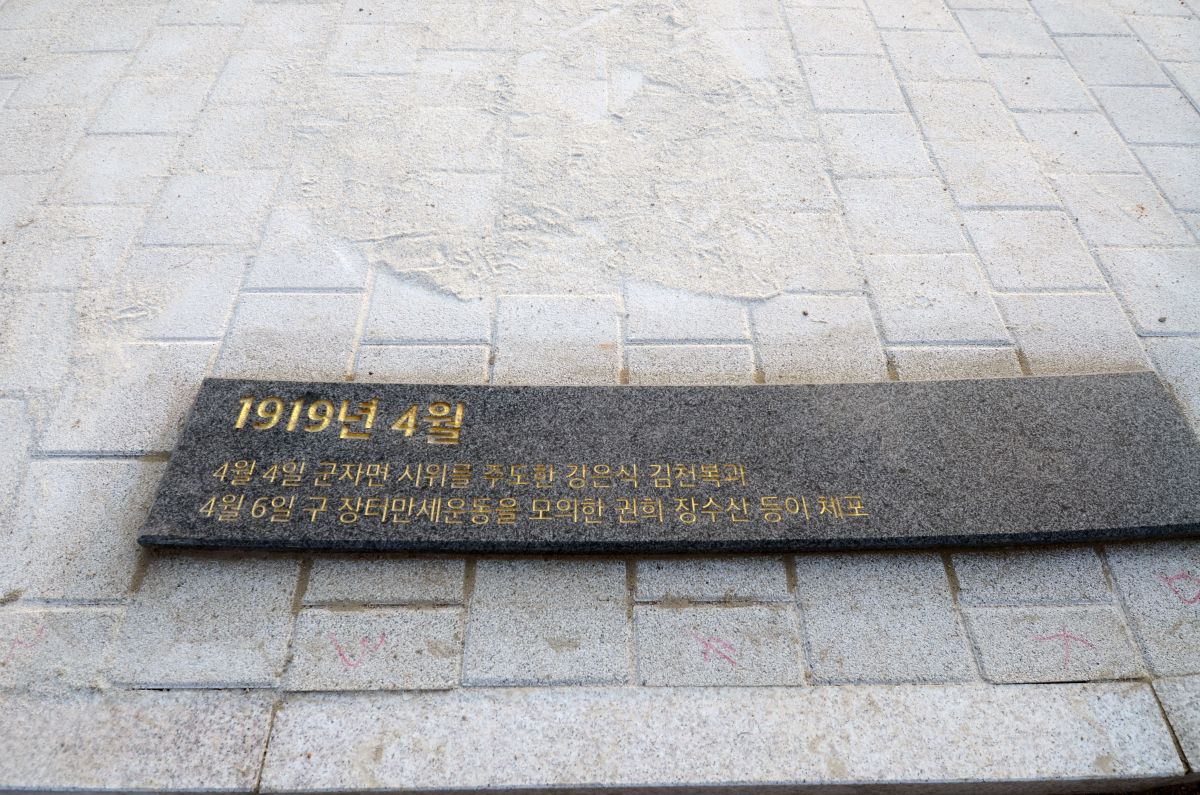 1919년 4월
4월 4일 군자면 시위를 주도한 강은식 김천복과
4월 6일 구 장터만세운동을 모의한 권희 장수산 등이 체포